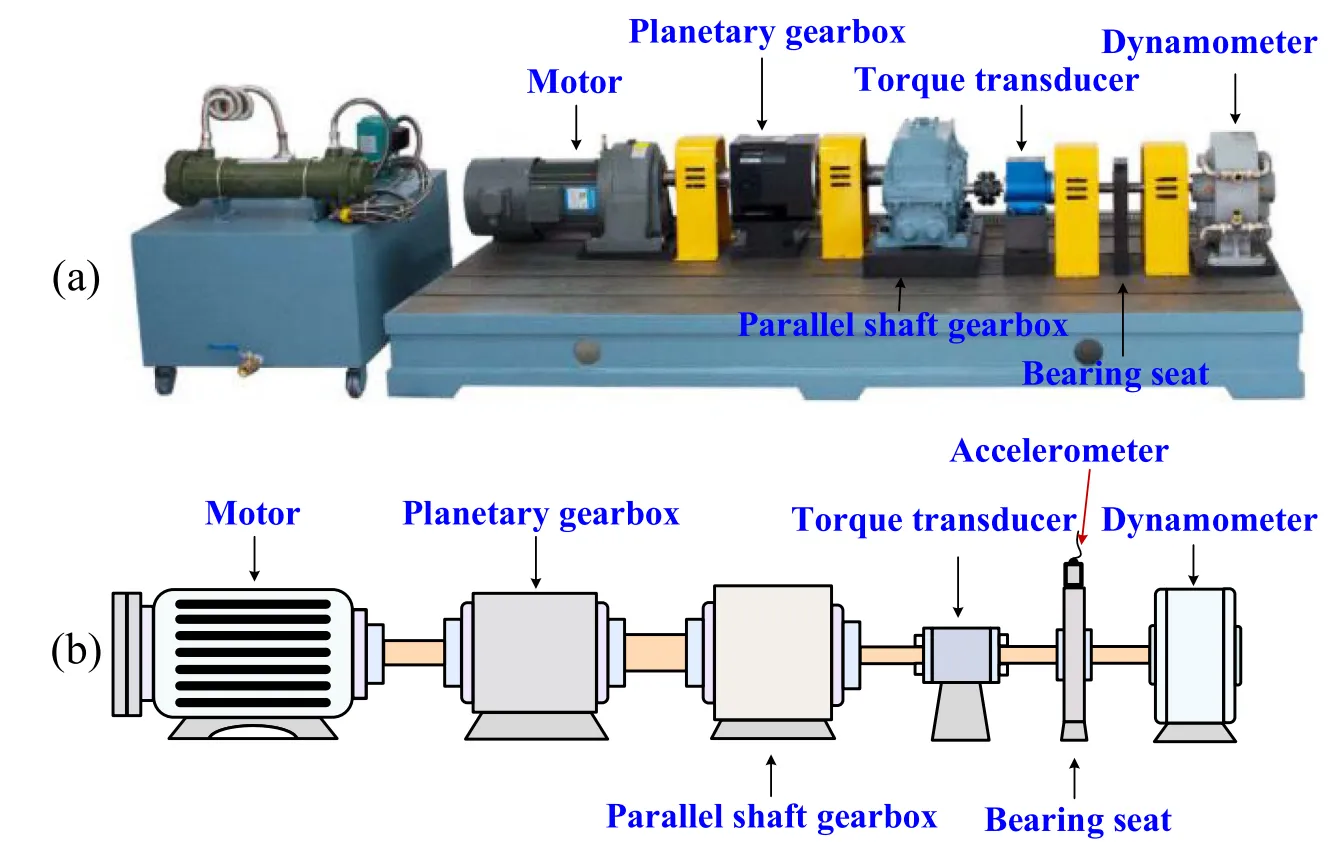 Planetary gearbox
Dynamometer
Motor
Torque transducer
(a)
Parallel shaft gearbox
Bearing seat
Accelerometer
Motor
Planetary gearbox
Torque transducer
Dynamometer
(b)
Parallel shaft gearbox
Bearing seat